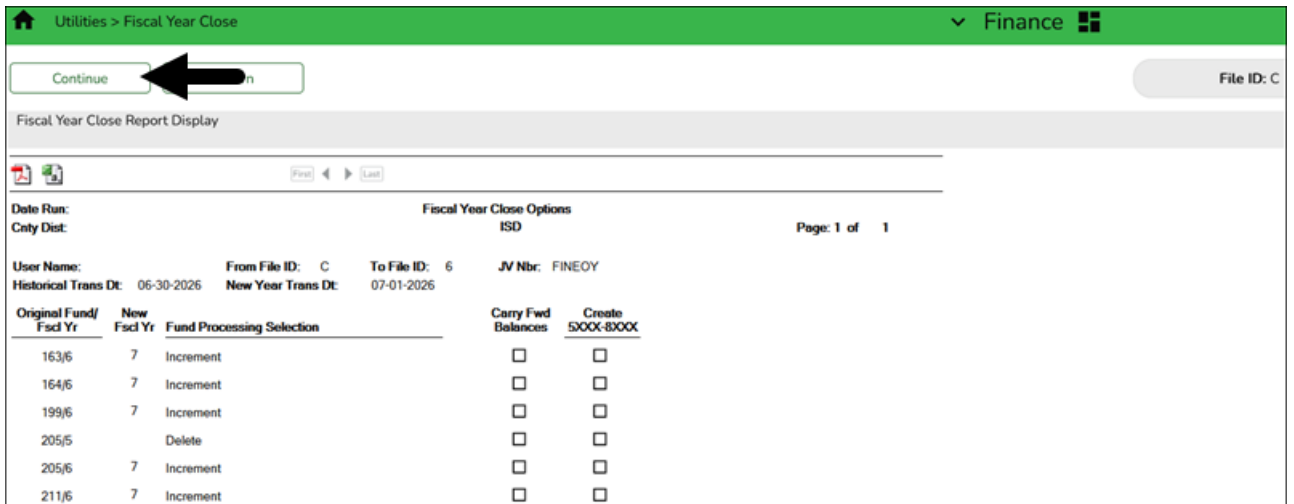 Utilities > Fiscal Year Close
Finance
Continue
File ID: C
Fiscal Year Close Report Display
First
Last
Date Run:
Fiscal Year Close Options
Cnty Dist:
ISD
Page: 1 of 1
User Name:
From File ID: C
To File ID: 6
JV Nbr: FINEOY
Historical Trans Dt: 06-30-2026
New Year Trans Dt: 07-01-2026
Original Fund/ Fscl Yr
New Fscl Yr
Fund Processing Selection
Carry Fwd Balances
Create 5XXX-8XXX
163/6 7 Increment
164/6 7 Increment
199/6 7 Increment
205/5 Delete
205/6 7 Increment
211/6 7 Increment